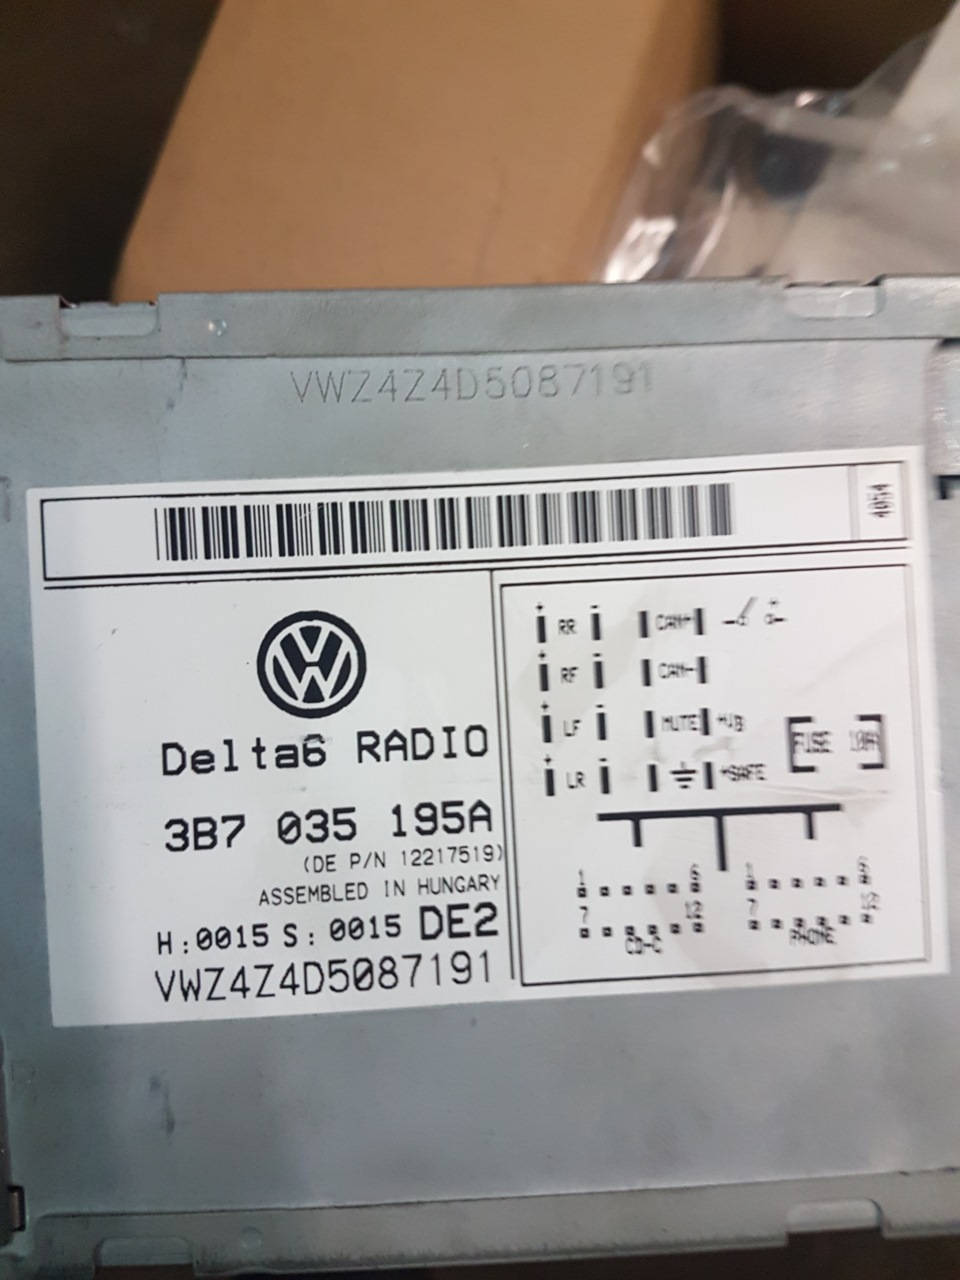 VWZ4Z4D5087191
4054
Delta6 RADIO
3B7 035 195A
(DE P/N 12217519)
ASSEMBLED IN HUNGARY
H:0015 S: 0015 DE2
VWZ4Z4D5087191
+ RR - CAN+
+ RF - CAN-
+ LF - MUTE +UB
+ LR - +SAFE
FUSE 10A
1 6 1 6
7 12 7 12
CD-C PHONE